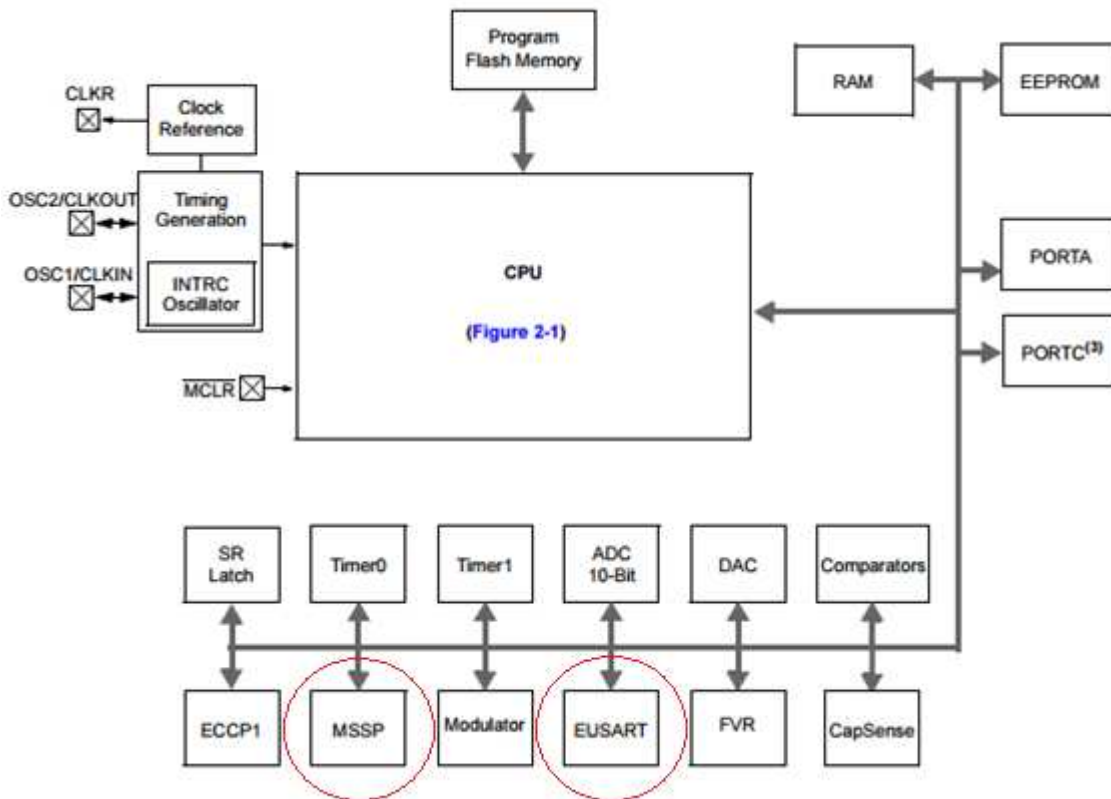 Program
Flash Memory
RAM
EEPROM
CLKR
Clock
Reference
OSC2/CLKOUT
Timing
Generation
OSC1/CLKIN
INTRC
Oscillator
MCLR
CPU
(Figure 2-1)
PORTA
PORTC(3)
SR
Latch
Timer0
Timer1
ADC
10-Bit
DAC
Comparators
ECCP1
MSSP
Modulator
EUSART
FVR
CapSense